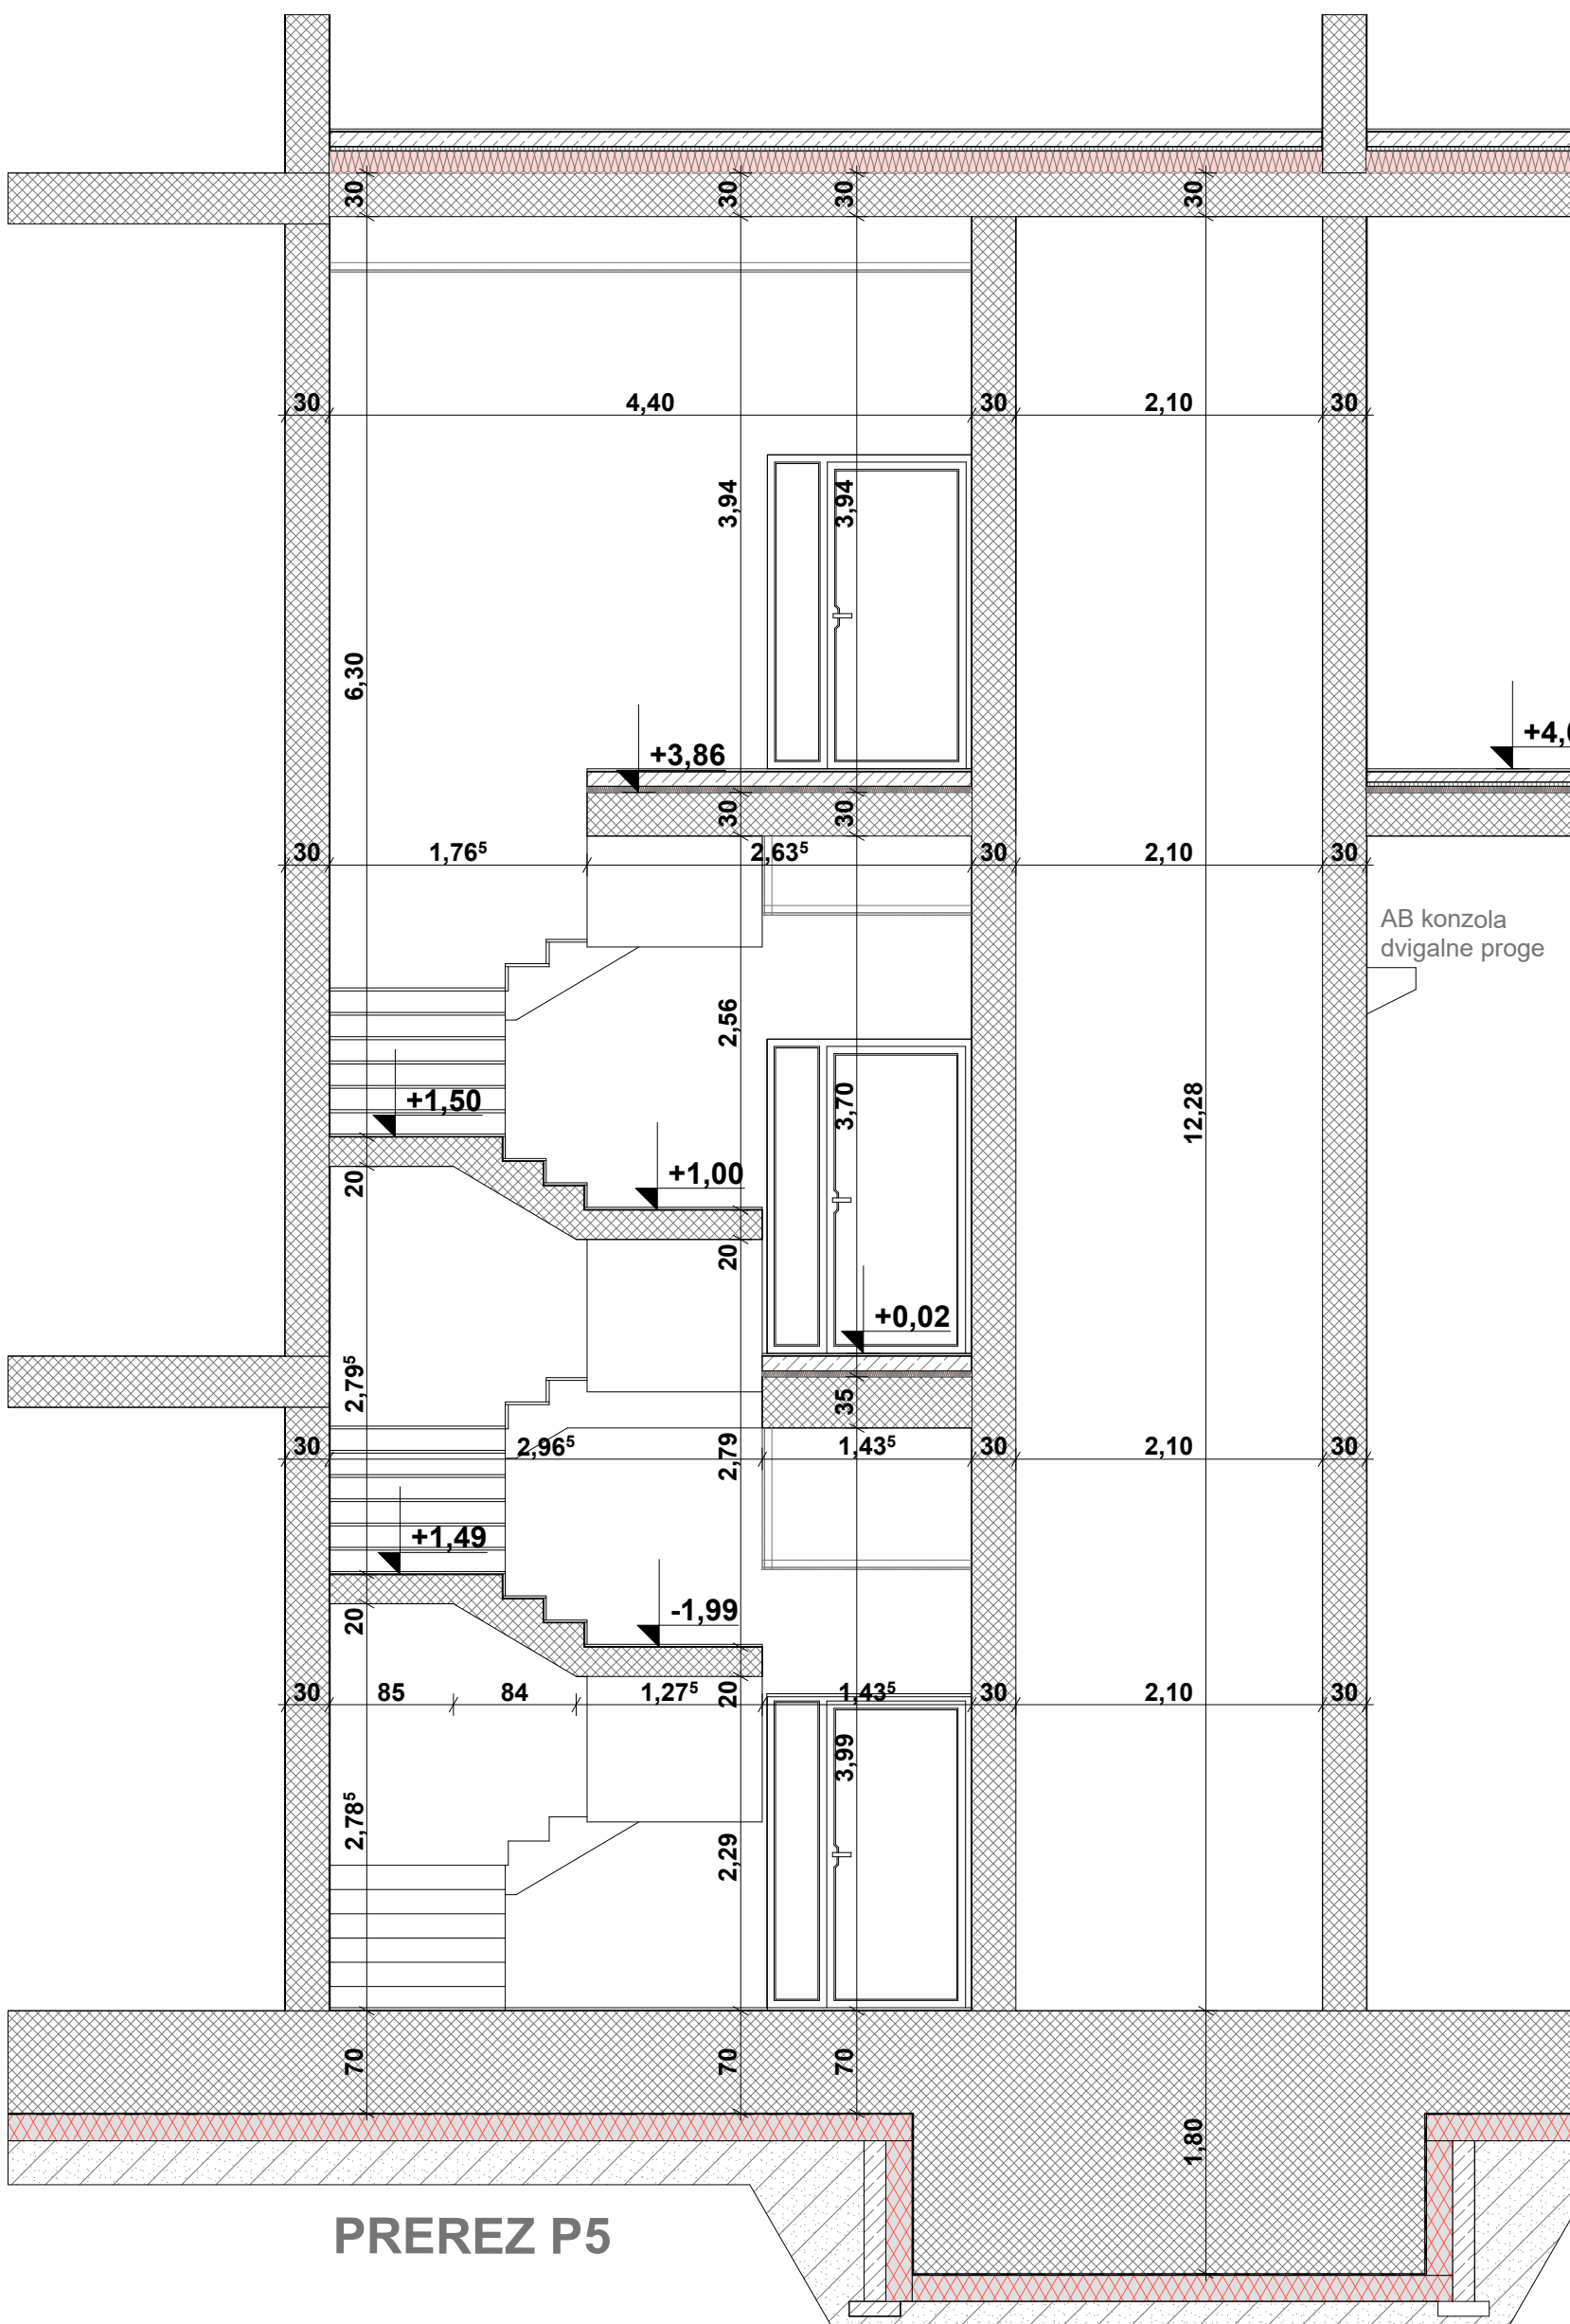 30 30 30 30
30 4,40 30 2,10 30
3,94 3,94
6,30
+4,
+3,86
30 30
30 1,76⁵ 2,63⁵ 30 2,10 30
AB konzola
dvigalne proge
2,56
+1,50 3,70 12,28
20 +1,00
20
+0,02
2,79⁵ 35
30 2,96⁵ 2,79 1,43⁵ 30 2,10 30
+1,49
20 -1,99
30 85 84 1,27⁵ 20 1,43⁵ 30 2,10 30
3,99
2,78⁵ 2,29
70 70 70
1,80
PREREZ P5